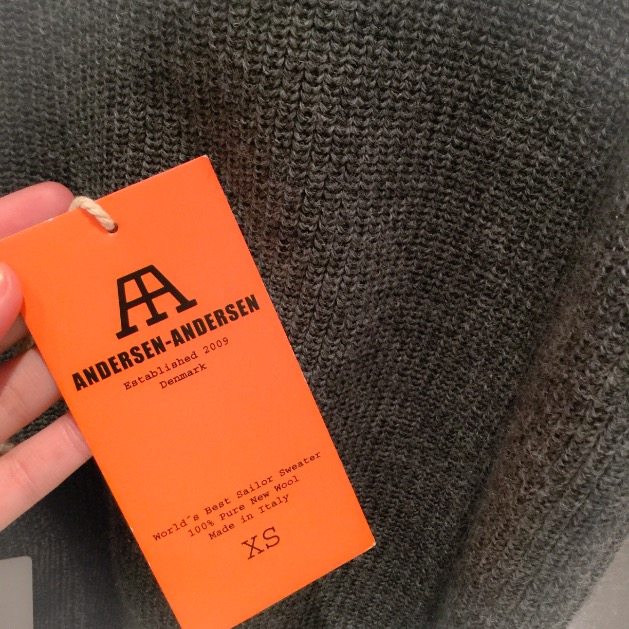 AA
ANDERSEN-ANDERSEN
Established 2009
Denmark
World´s Best Sailor Sweater
100% Pure New Wool
Made in Italy
XS